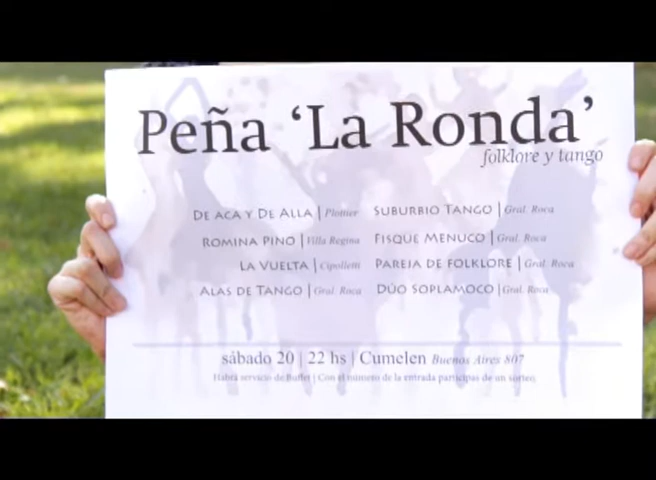 Peña ‘La Ronda’
folklore y tango
DE ACA Y DE ALLA | Plottier
ROMINA PINO | Villa Regina
LA VUELTA | Cipolletti
ALAS DE TANGO | Gral. Roca
SUBURBIO TANGO | Gral. Roca
FISQUE MENUCO | Gral. Roca
PAREJA DE FOLKLORE | Gral. Roca
DÚO SOPLAMOCO | Gral. Roca
sábado 20 | 22 hs | Cumelen Buenos Aires 807
Habrá servicio de Buffet | Con el número de la entrada participas de un sorteo.